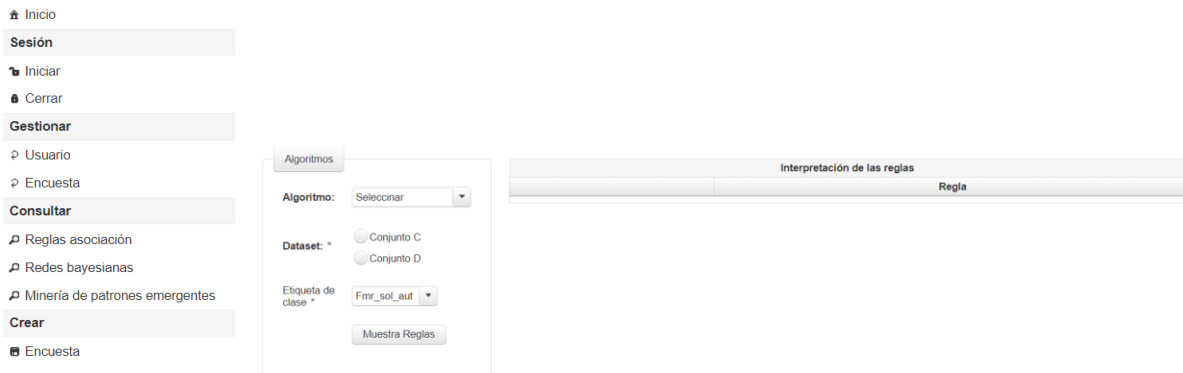 Inicio
Sesión
Iniciar
Cerrar
Gestionar
Usuario
Encuesta
Consultar
Reglas asociación
Redes bayesianas
Minería de patrones emergentes
Crear
Encuesta
Algoritmos
Algoritmo: Seleccinar
Dataset: * Conjunto C
Conjunto D
Etiqueta de
clase * Fmr_sol_aut
Muestra Reglas
Interpretación de las reglas
Regla